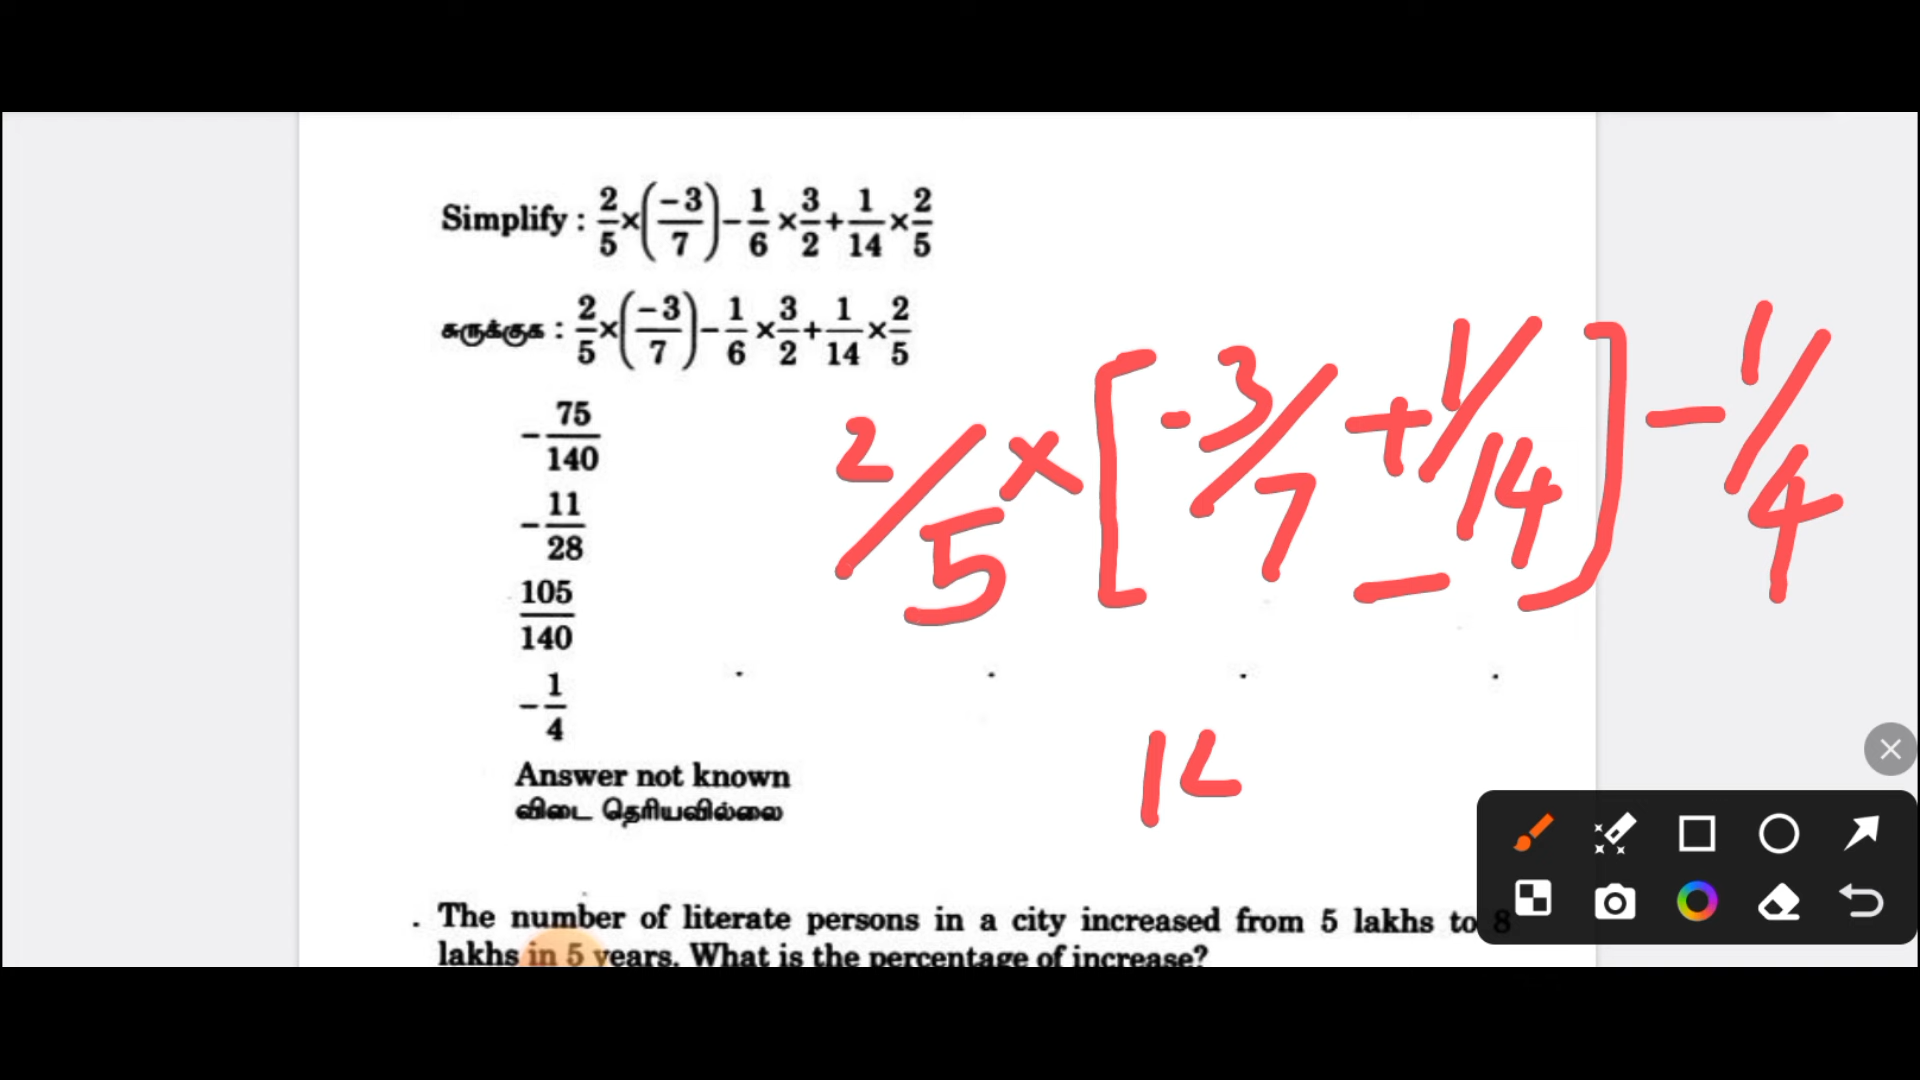 Simplify : 2/5 × (-3/7) - 1/6 × 3/2 + 1/14 × 2/5
சுருக்குக : 2/5 × (-3/7) - 1/6 × 3/2 + 1/14 × 2/5
2/5 × [-3/7 + 1/14] - 1/4
- 75/140
- 11/28
105/140
- 1/4
Answer not known
விடை தெரியவில்லை
. The number of literate persons in a city increased from 5 lakhs to 8
lakhs in 5 years. What is the percentage of increase?